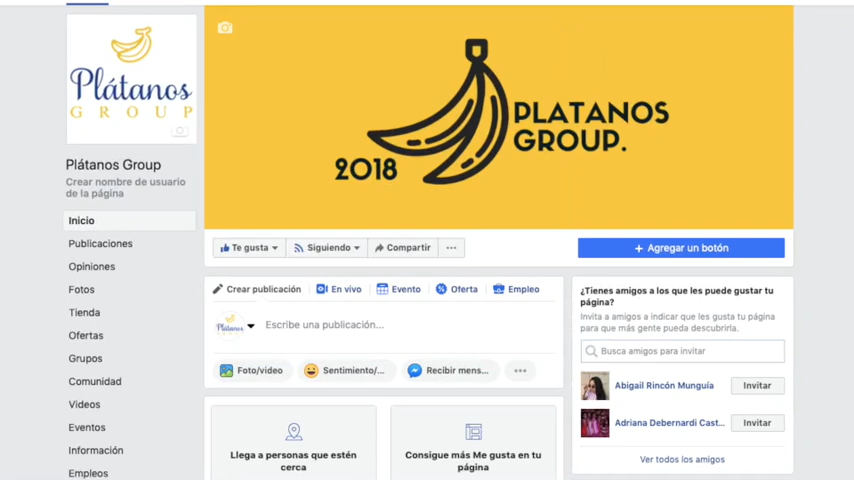 Plátanos
GROUP
Plátanos Group
Crear nombre de usuario
de la página
Inicio
Publicaciones
Opiniones
Fotos
Tienda
Ofertas
Grupos
Comunidad
Videos
Eventos
Información
Empleos
2018
PLATANOS
GROUP.
Te gusta
Siguiendo
Compartir
...
+ Agregar un botón
Crear publicación
En vivo
Evento
Oferta
Empleo
Plátanos
Escribe una publicación...
Foto/video
Sentimiento/...
Recibir mens...
...
Llega a personas que estén
cerca
Consigue más Me gusta en tu
página
¿Tienes amigos a los que les puede gustar tu
página?
Invita a amigos a indicar que les gusta tu página
para que más gente pueda descubrirla.
Busca amigos para invitar
Abigail Rincón Munguía
Invitar
Adriana Debernardi Cast...
Invitar
Ver todos los amigos